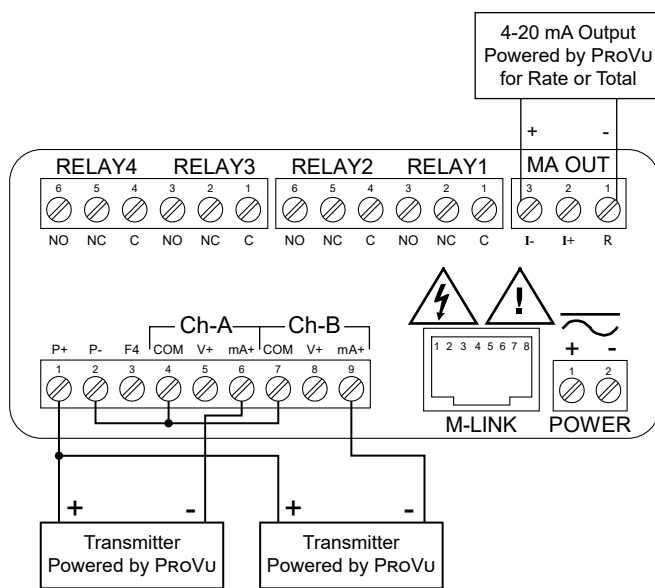 4-20 mA Output
Powered by PROVU
for Rate or Total
+ -
RELAY4 RELAY3 RELAY2 RELAY1 MA OUT
6 5 4 3 2 1 6 5 4 3 2 1 3 2 1
NO NC C NO NC C NO NC C NO NC C I- I+ R
Ch-A Ch-B
P+ P- F4 COM V+ mA+ COM V+ mA+
1 2 3 4 5 6 7 8 9
!
1 2 3 4 5 6 7 8
M-LINK
+ -
1 2
POWER
+ - + -
Transmitter
Powered by PROVU
Transmitter
Powered by PROVU